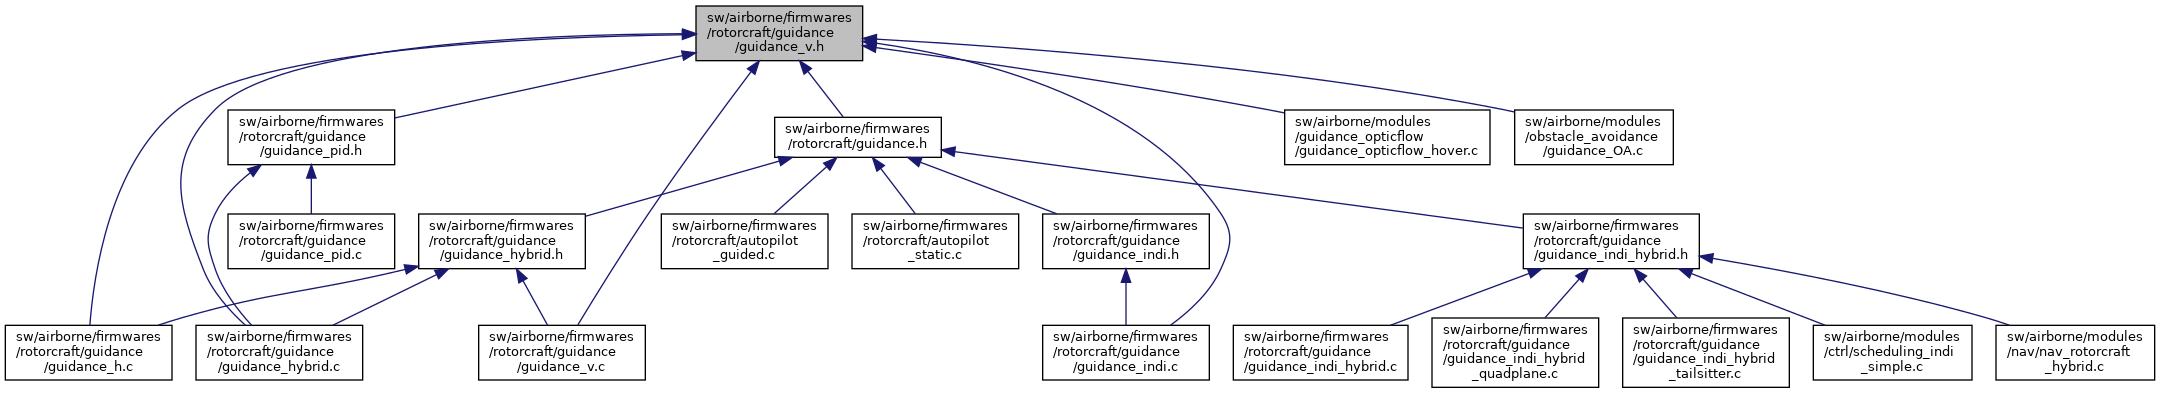 sw/airborne/firmwares
/rotorcraft/guidance
/guidance_v.h
sw/airborne/firmwares
/rotorcraft/guidance
/guidance_pid.h
sw/airborne/firmwares
/rotorcraft/guidance.h
sw/airborne/modules
/guidance_opticflow
/guidance_opticflow_hover.c
sw/airborne/modules
/obstacle_avoidance
/guidance_OA.c
sw/airborne/firmwares
/rotorcraft/guidance
/guidance_pid.c
sw/airborne/firmwares
/rotorcraft/guidance
/guidance_hybrid.h
sw/airborne/firmwares
/rotorcraft/autopilot
_guided.c
sw/airborne/firmwares
/rotorcraft/autopilot
_static.c
sw/airborne/firmwares
/rotorcraft/guidance
/guidance_indi.h
sw/airborne/firmwares
/rotorcraft/guidance
/guidance_indi_hybrid.h
sw/airborne/firmwares
/rotorcraft/guidance
/guidance_h.c
sw/airborne/firmwares
/rotorcraft/guidance
/guidance_hybrid.c
sw/airborne/firmwares
/rotorcraft/guidance
/guidance_v.c
sw/airborne/firmwares
/rotorcraft/guidance
/guidance_indi.c
sw/airborne/firmwares
/rotorcraft/guidance
/guidance_indi_hybrid.c
sw/airborne/firmwares
/rotorcraft/guidance
/guidance_indi_hybrid
_quadplane.c
sw/airborne/firmwares
/rotorcraft/guidance
/guidance_indi_hybrid
_tailsitter.c
sw/airborne/modules
/ctrl/scheduling_indi
_simple.c
sw/airborne/modules
/nav/nav_rotorcraft
_hybrid.c